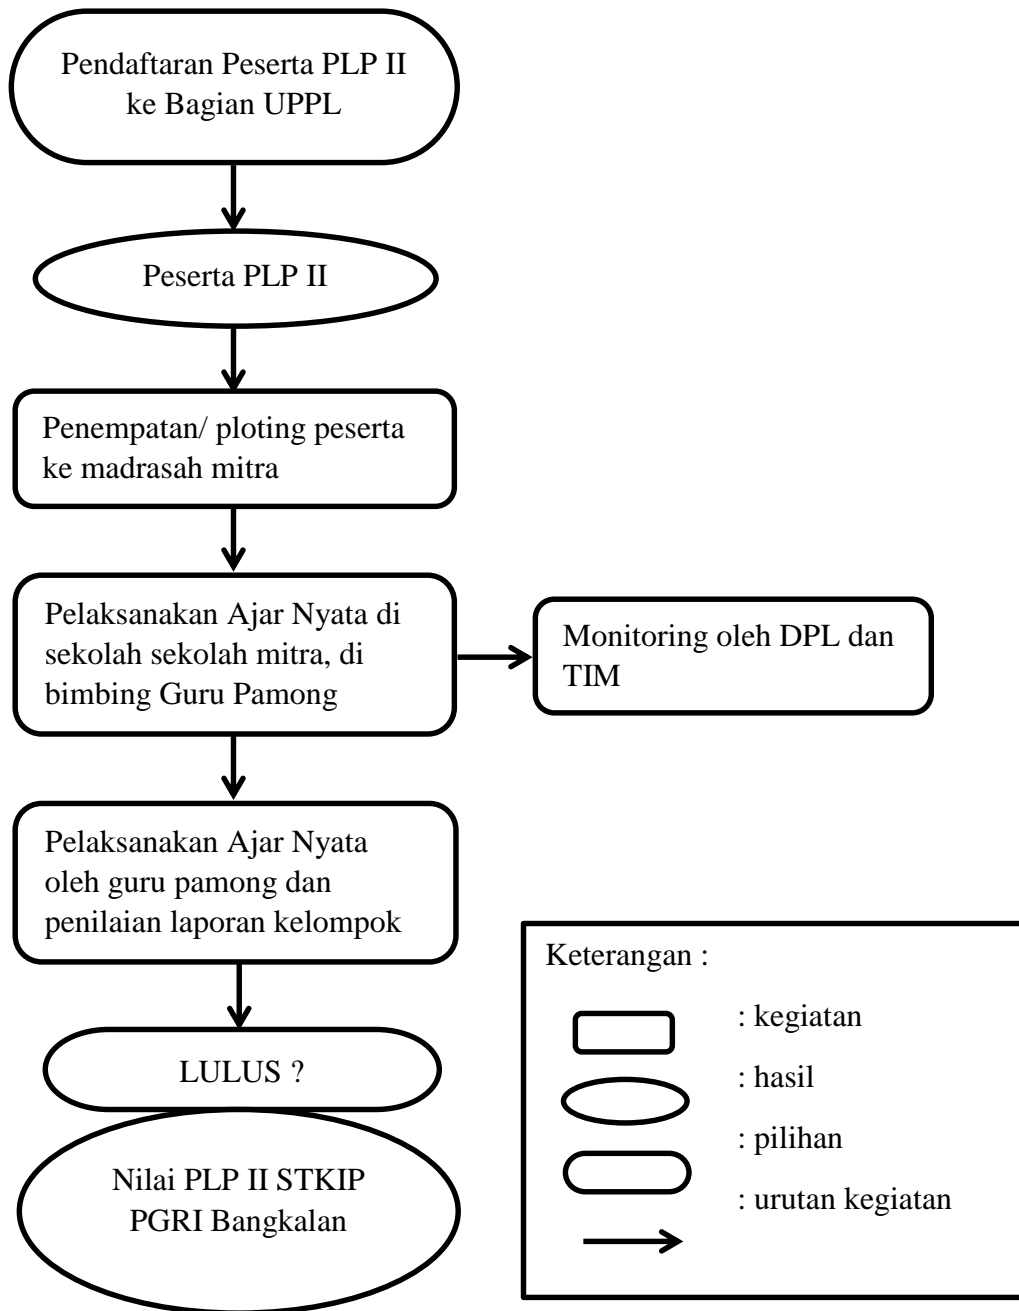 Pendaftaran Peserta PLP II
ke Bagian UPPL
Peserta PLP II
Penempatan/ ploting peserta
ke madrasah mitra
Pelaksanakan Ajar Nyata di
sekolah sekolah mitra, di
bimbing Guru Pamong
Monitoring oleh DPL dan
TIM
Pelaksanakan Ajar Nyata
oleh guru pamong dan
penilaian laporan kelompok
LULUS ?
Nilai PLP II STKIP
PGRI Bangkalan
Keterangan :
: kegiatan
: hasil
: pilihan
: urutan kegiatan